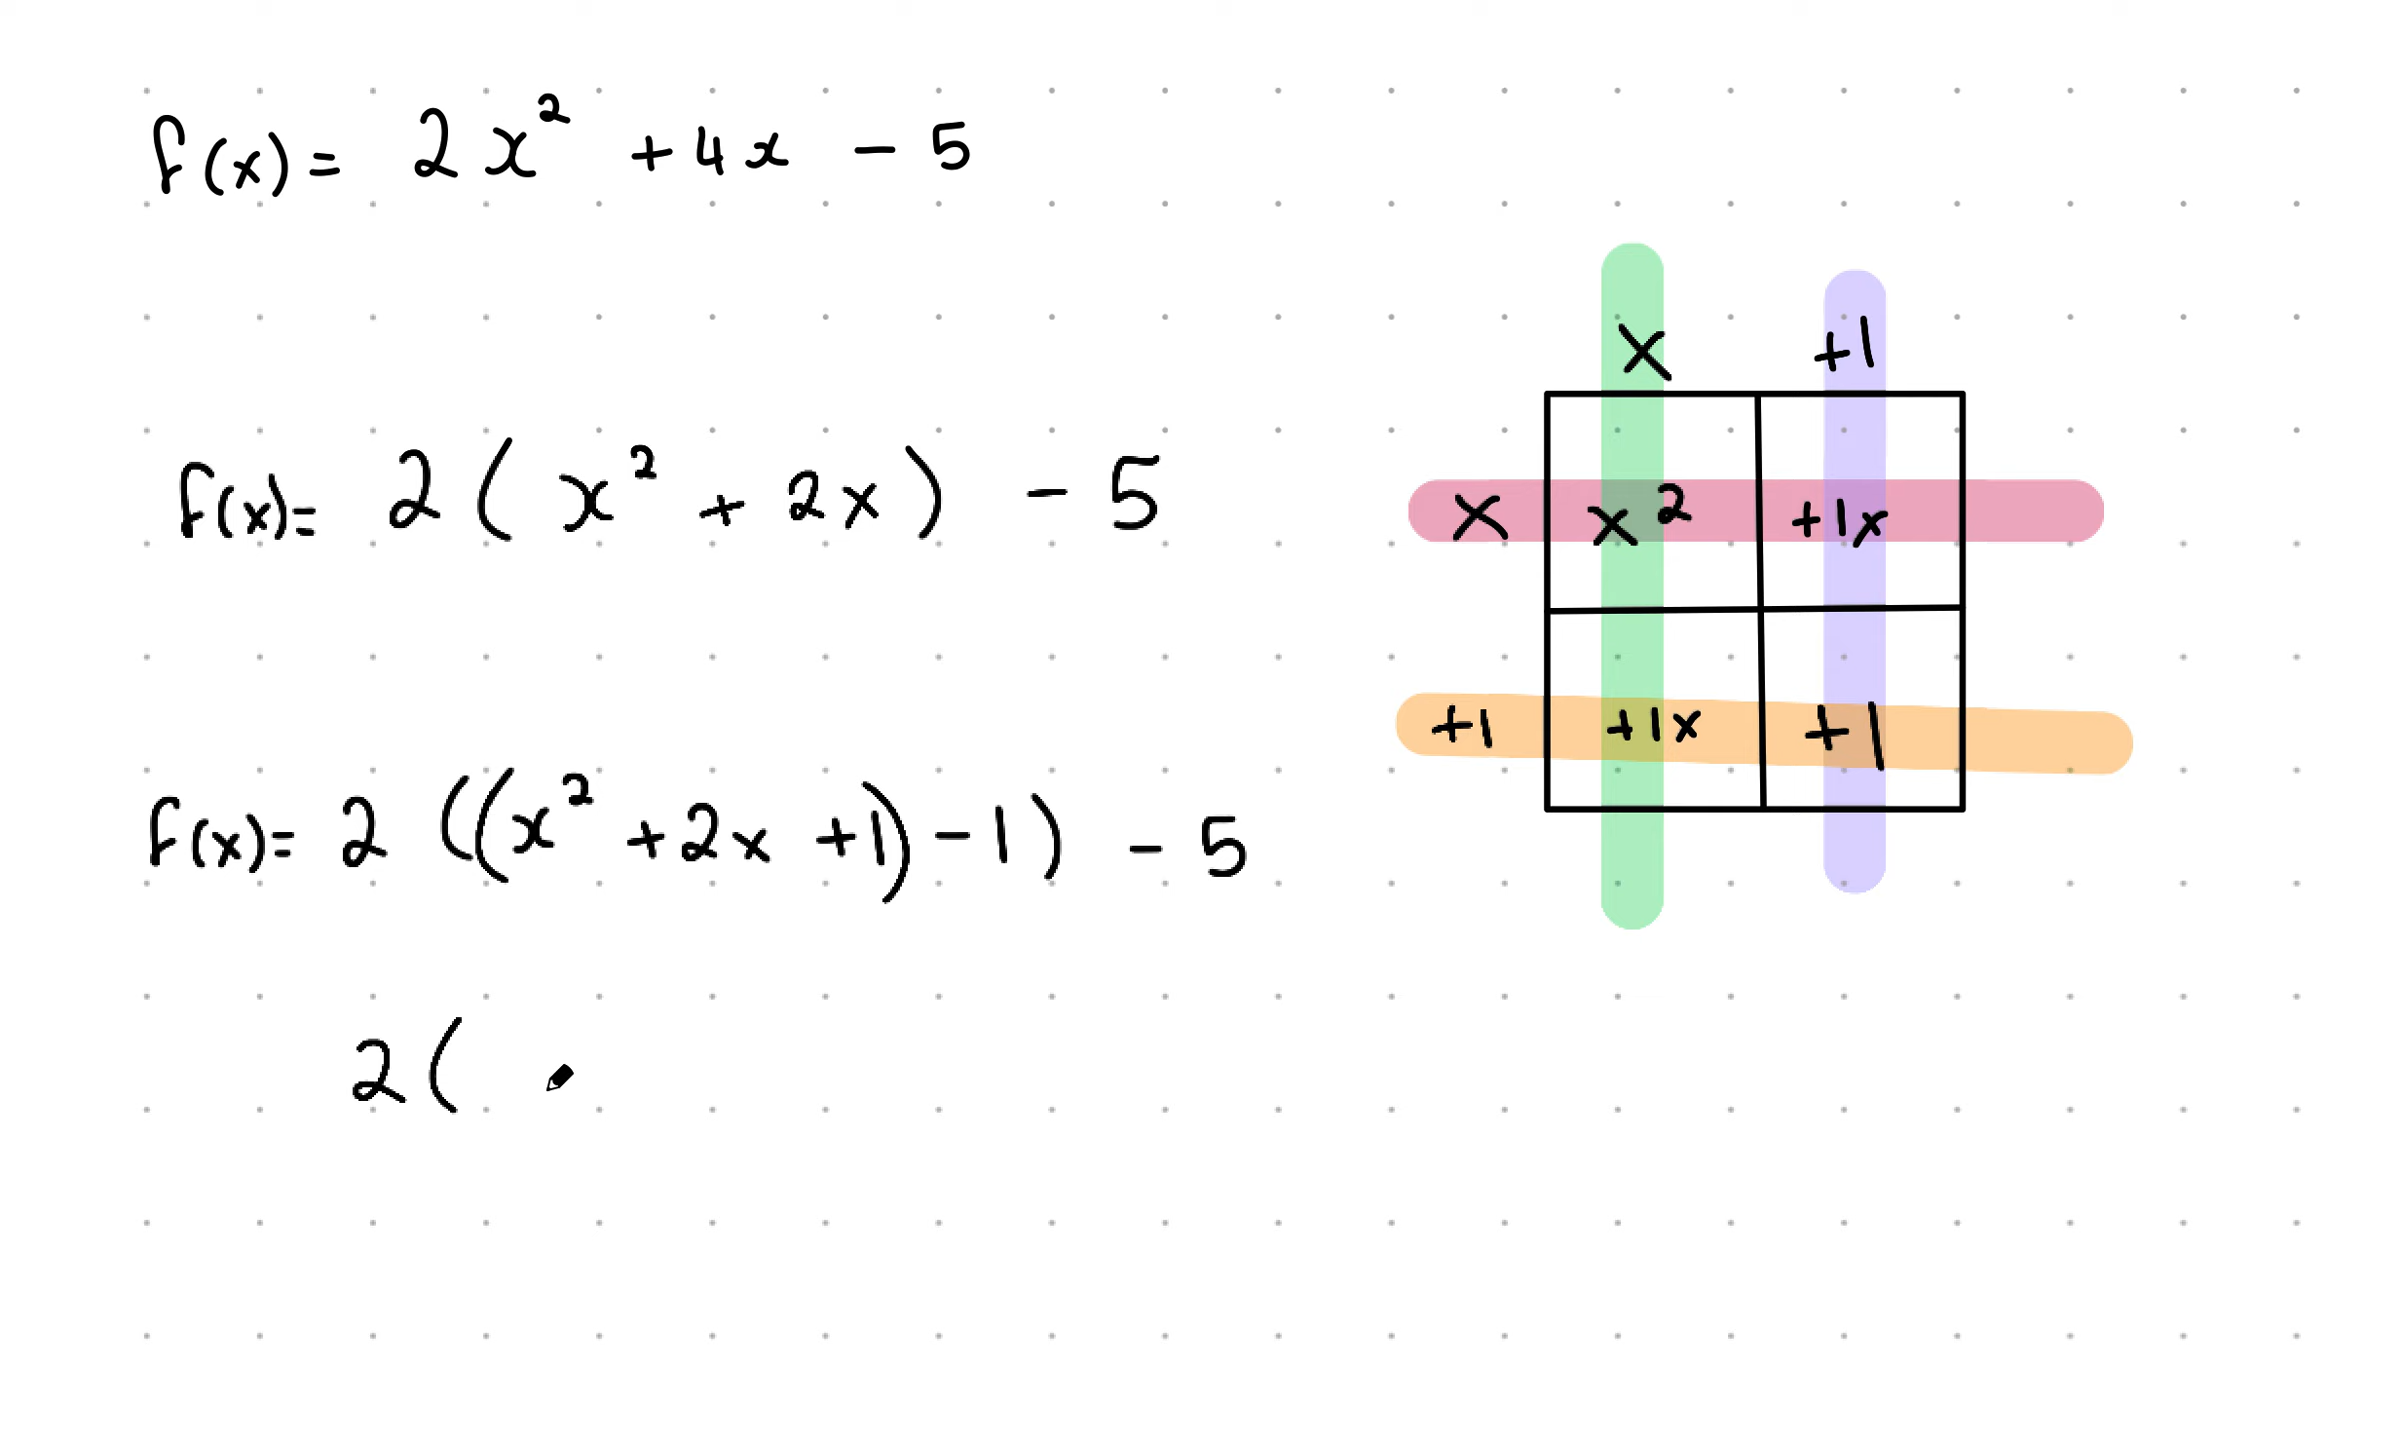 f(x) = 2x² + 4x - 5
x +1
f(x) = 2(x² + 2x) - 5
x x² +1x
+1 +1x +1
f(x) = 2((x² + 2x + 1) - 1) - 5
2(